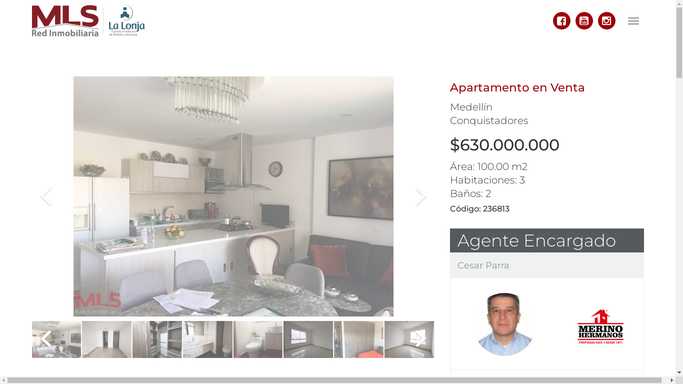 MLS
Red Inmobiliaria
La Lonja
Apartamento en Venta
Medellín
Conquistadores
$630.000.000
Área: 100.00 m2
Habitaciones: 3
Baños: 2
Código: 236813
Agente Encargado
Cesar Parra
MLS
MERINO
HERMANOS